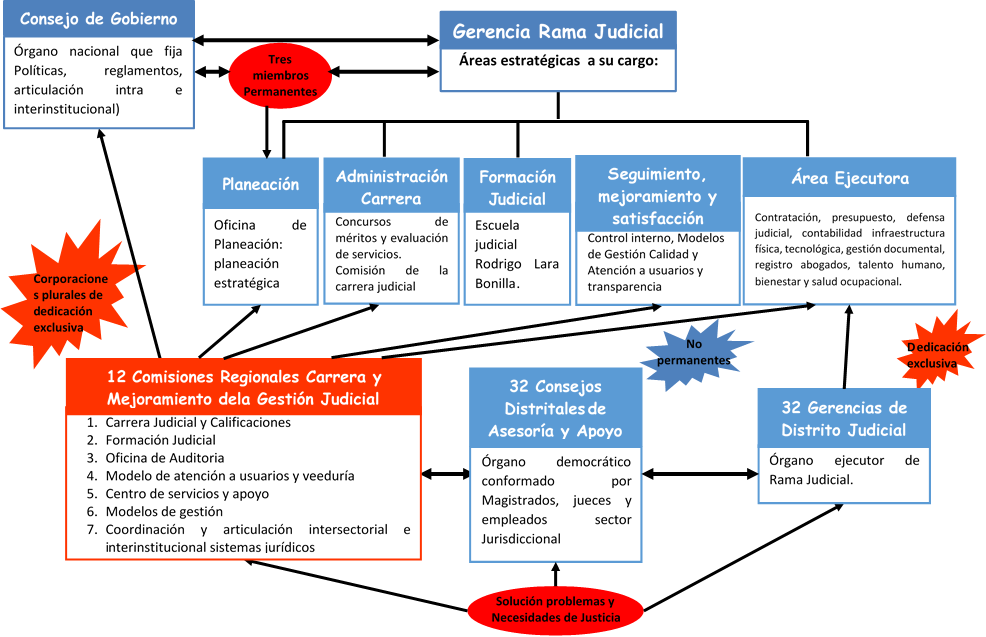 Consejo de Gobierno
Órgano nacional que fija
Políticas, reglamentos,
articulación intra e
interinstitucional)
Gerencia Rama Judicial
Áreas estratégicas a su cargo:
Tres
miembros
Permanentes
Planeación
Oficina de
Planeación:
planeación
estratégica
Administración
Carrera
Concursos de
méritos y evaluación
de servicios.
Comisión de la
carrera judicial
Formación
Judicial
Escuela
judicial
Rodrigo Lara
Bonilla.
Seguimiento,
mejoramiento y
satisfacción
Control interno, Modelos
de Gestión Calidad y
Atención a usuarios y
transparencia
Área Ejecutora
Contratación, presupuesto, defensa
judicial, contabilidad infraestructura
física, tecnológica, gestión documental,
registro abogados, talento humano,
bienestar y salud ocupacional.
Corporacione
s plurales de
dedicación
exclusiva
No
permanentes
Dedicación
exclusiva
12 Comisiones Regionales Carrera y
Mejoramiento dela Gestión Judicial
1. Carrera Judicial y Calificaciones
2. Formación Judicial
3. Oficina de Auditoria
4. Modelo de atención a usuarios y veeduría
5. Centro de servicios y apoyo
6. Modelos de gestión
7. Coordinación y articulación intersectorial e
interinstitucional sistemas jurídicos
32 Consejos
Distritales de
Asesoría y Apoyo
Órgano democrático
conformado por
Magistrados, jueces y
empleados sector
Jurisdiccional
32 Gerencias de
Distrito Judicial
Órgano ejecutor de
Rama Judicial.
Solución problemas y
Necesidades de Justicia